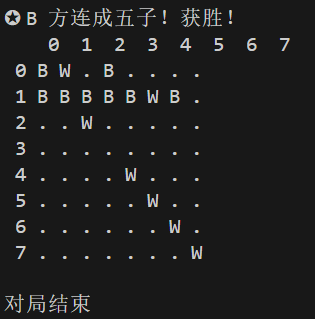 ✪ B 方连成五子！获胜！
0 1 2 3 4 5 6 7
0 B W . B . . . .
1 B B B B B W B .
2 . . W . . . . .
3 . . . . . . . .
4 . . . . W . . .
5 . . . . . W . .
6 . . . . . . W .
7 . . . . . . . W
对局结束